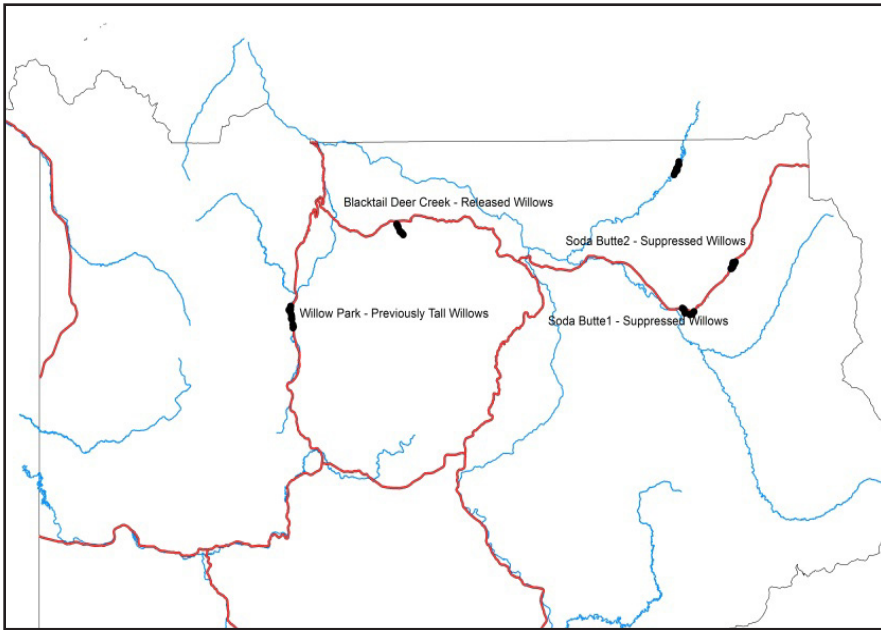 Blacktail Deer Creek - Released Willows
Soda Butte2 - Suppressed Willows
Willow Park - Previously Tall Willows
Soda Butte1 - Suppressed Willows